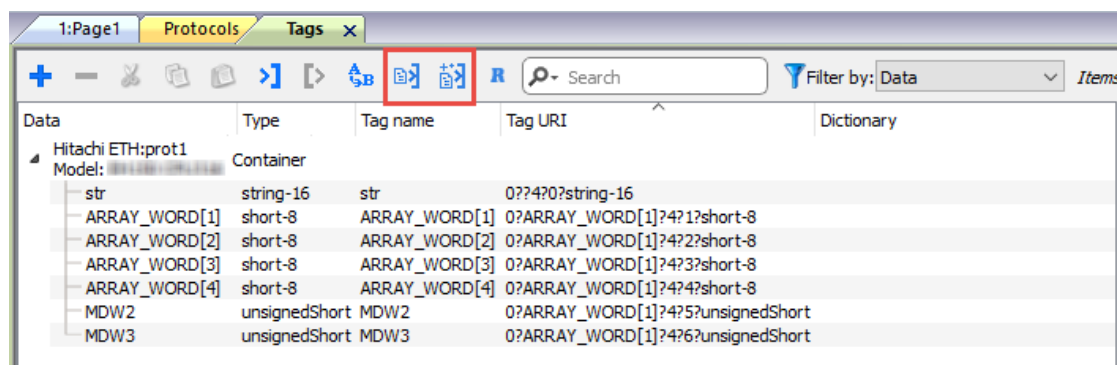 1:Page1 Protocols Tags
R Search Filter by: Data Items
Data Type Tag name Tag URI Dictionary
Hitachi ETH:prot1
Model:
Container
str string-16 str 0??4?0?string-16
ARRAY_WORD[1] short-8 ARRAY_WORD[1] 0?ARRAY_WORD[1]?4?1?short-8
ARRAY_WORD[2] short-8 ARRAY_WORD[2] 0?ARRAY_WORD[1]?4?2?short-8
ARRAY_WORD[3] short-8 ARRAY_WORD[3] 0?ARRAY_WORD[1]?4?3?short-8
ARRAY_WORD[4] short-8 ARRAY_WORD[4] 0?ARRAY_WORD[1]?4?4?short-8
MDW2 unsignedShort MDW2 0?ARRAY_WORD[1]?4?5?unsignedShort
MDW3 unsignedShort MDW3 0?ARRAY_WORD[1]?4?6?unsignedShort